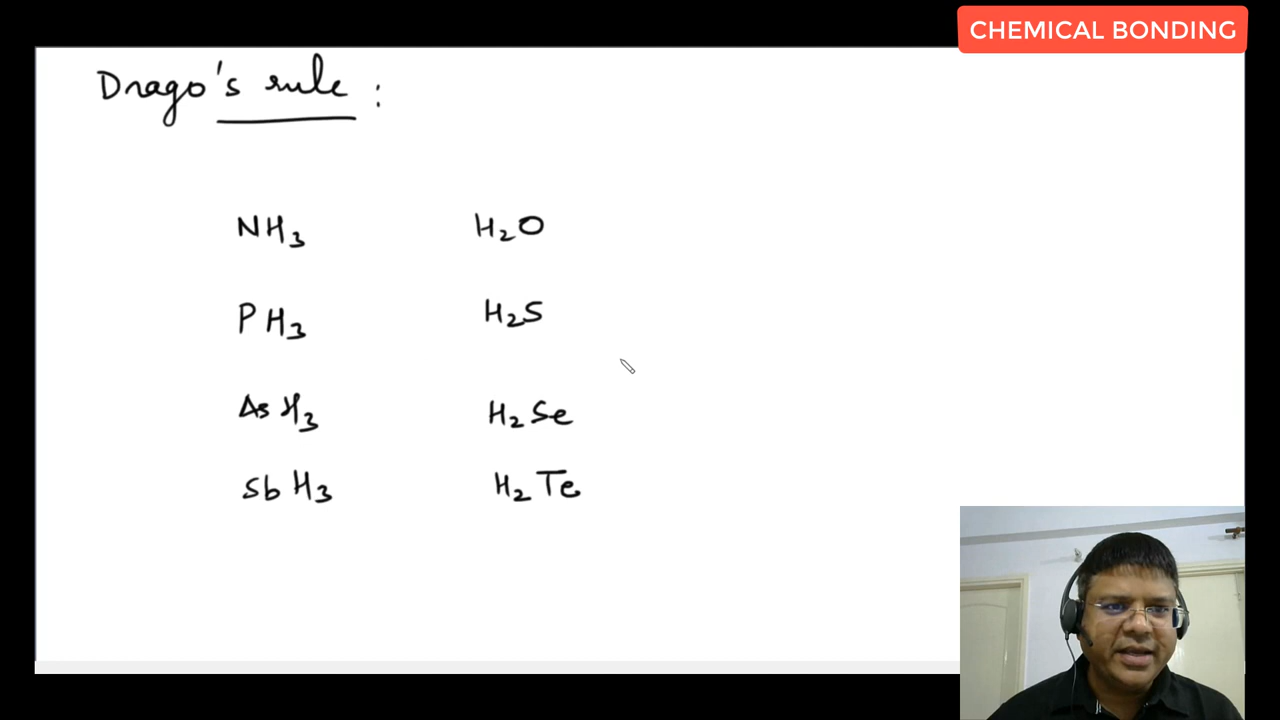 CHEMICAL BONDING
Drago's rule :
NH₃ H₂O
PH₃ H₂S
AsH₃ H₂Se
SbH₃ H₂Te